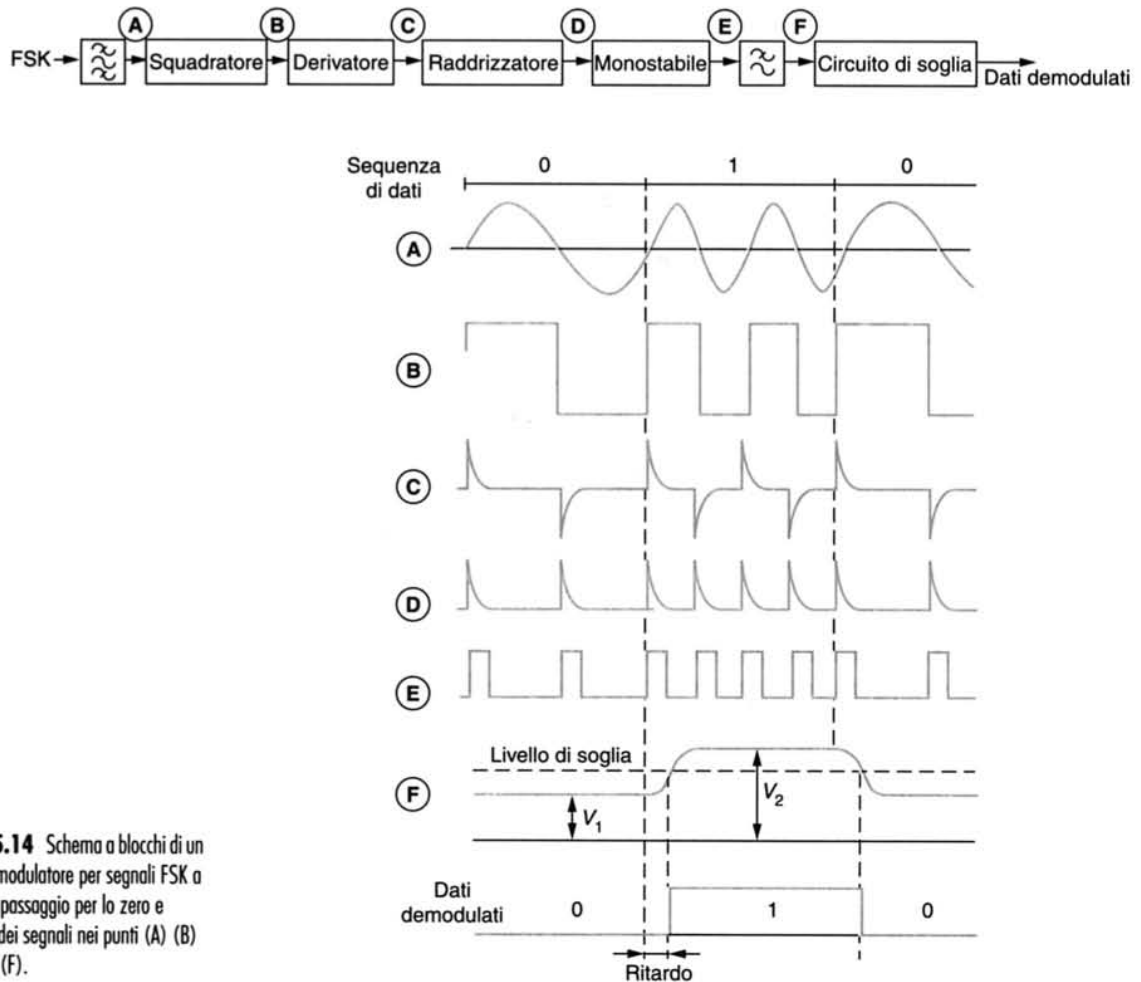 A B C D E F
FSK Squadratore Derivatore Raddrizzatore Monostabile Circuito di soglia
Dati demodulati
Sequenza
di dati
0 1 0
A
B
C
D
E
Livello di soglia
F
V1
V2
Dati
demodulati
0 1 0
Ritardo
5.14 Schema a blocchi di un
modulatore per segnali FSK a
passaggio per lo zero e
dei segnali nei punti (A) (B)
(F).